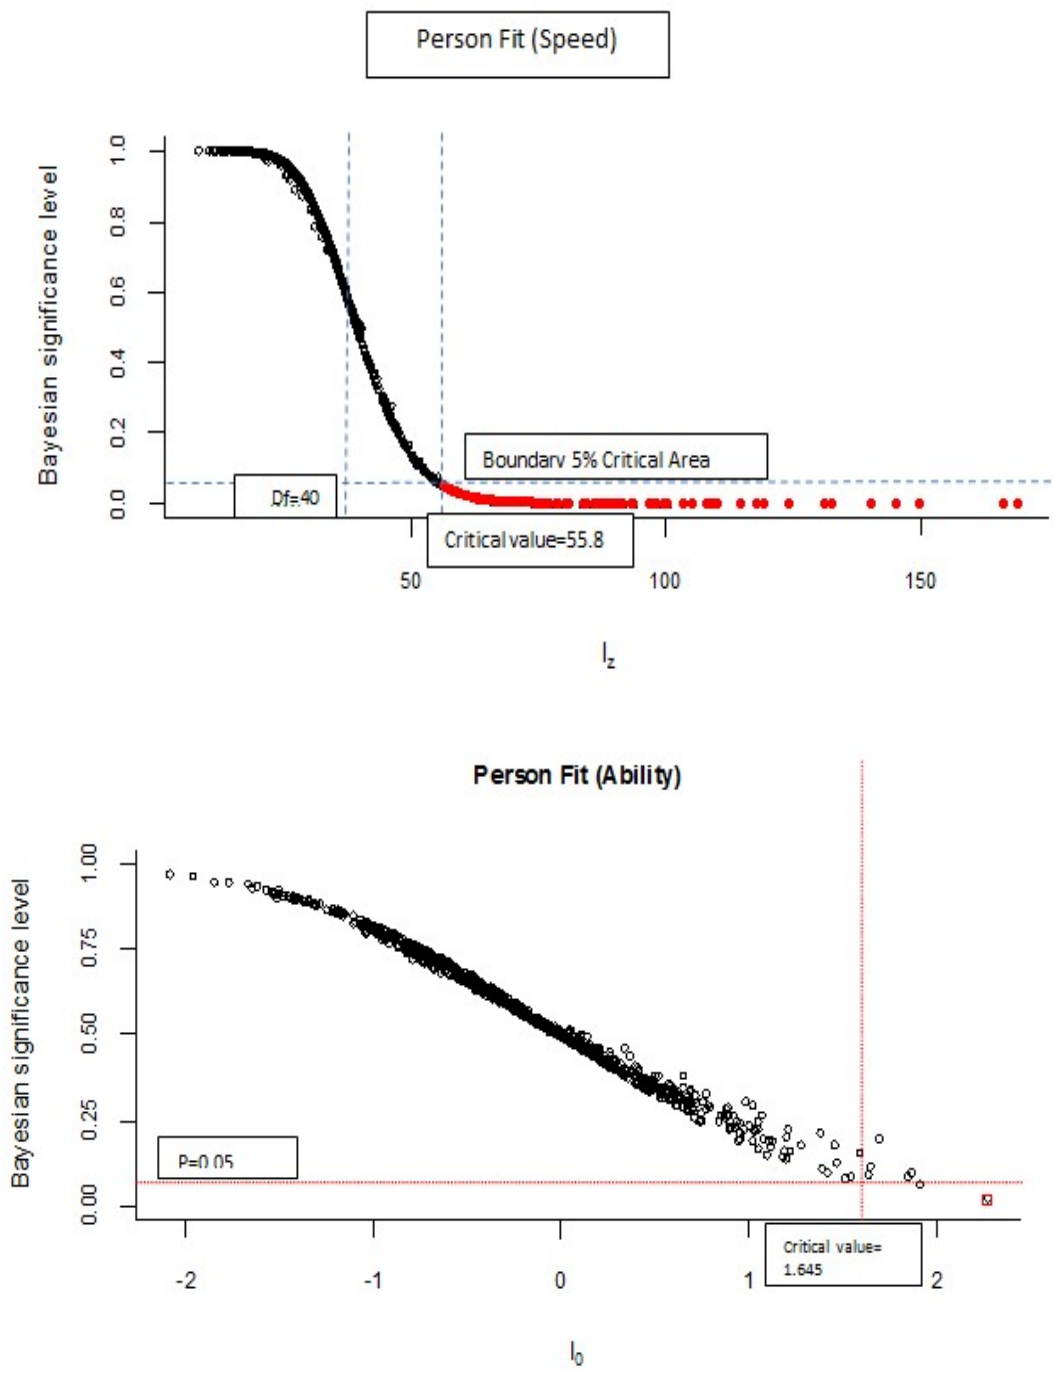 Person Fit (Speed)
Bayesian significance level
1.0
0.8
0.6
0.4
0.2
0.0
Boundary 5% Critical Area
Df=40
Critical value=55.8
50 100 150
lz
Person Fit (Ability)
Bayesian significance level
1.00
0.75
0.50
0.25
0.00
P=0.05
Critical value=
1.645
-2 -1 0 1 2
l0